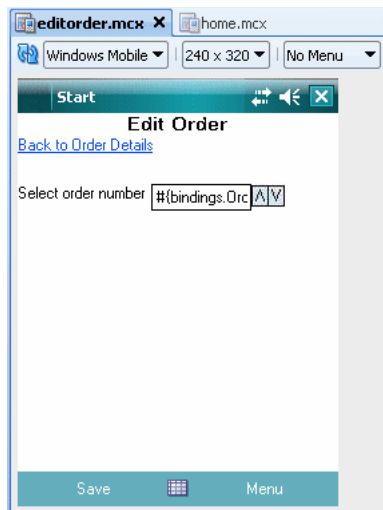 editorder.mcx home.mcx
Windows Mobile 240 x 320 No Menu
Start
Edit Order
Back to Order Details
Select order number #{bindings.Orc
Save Menu